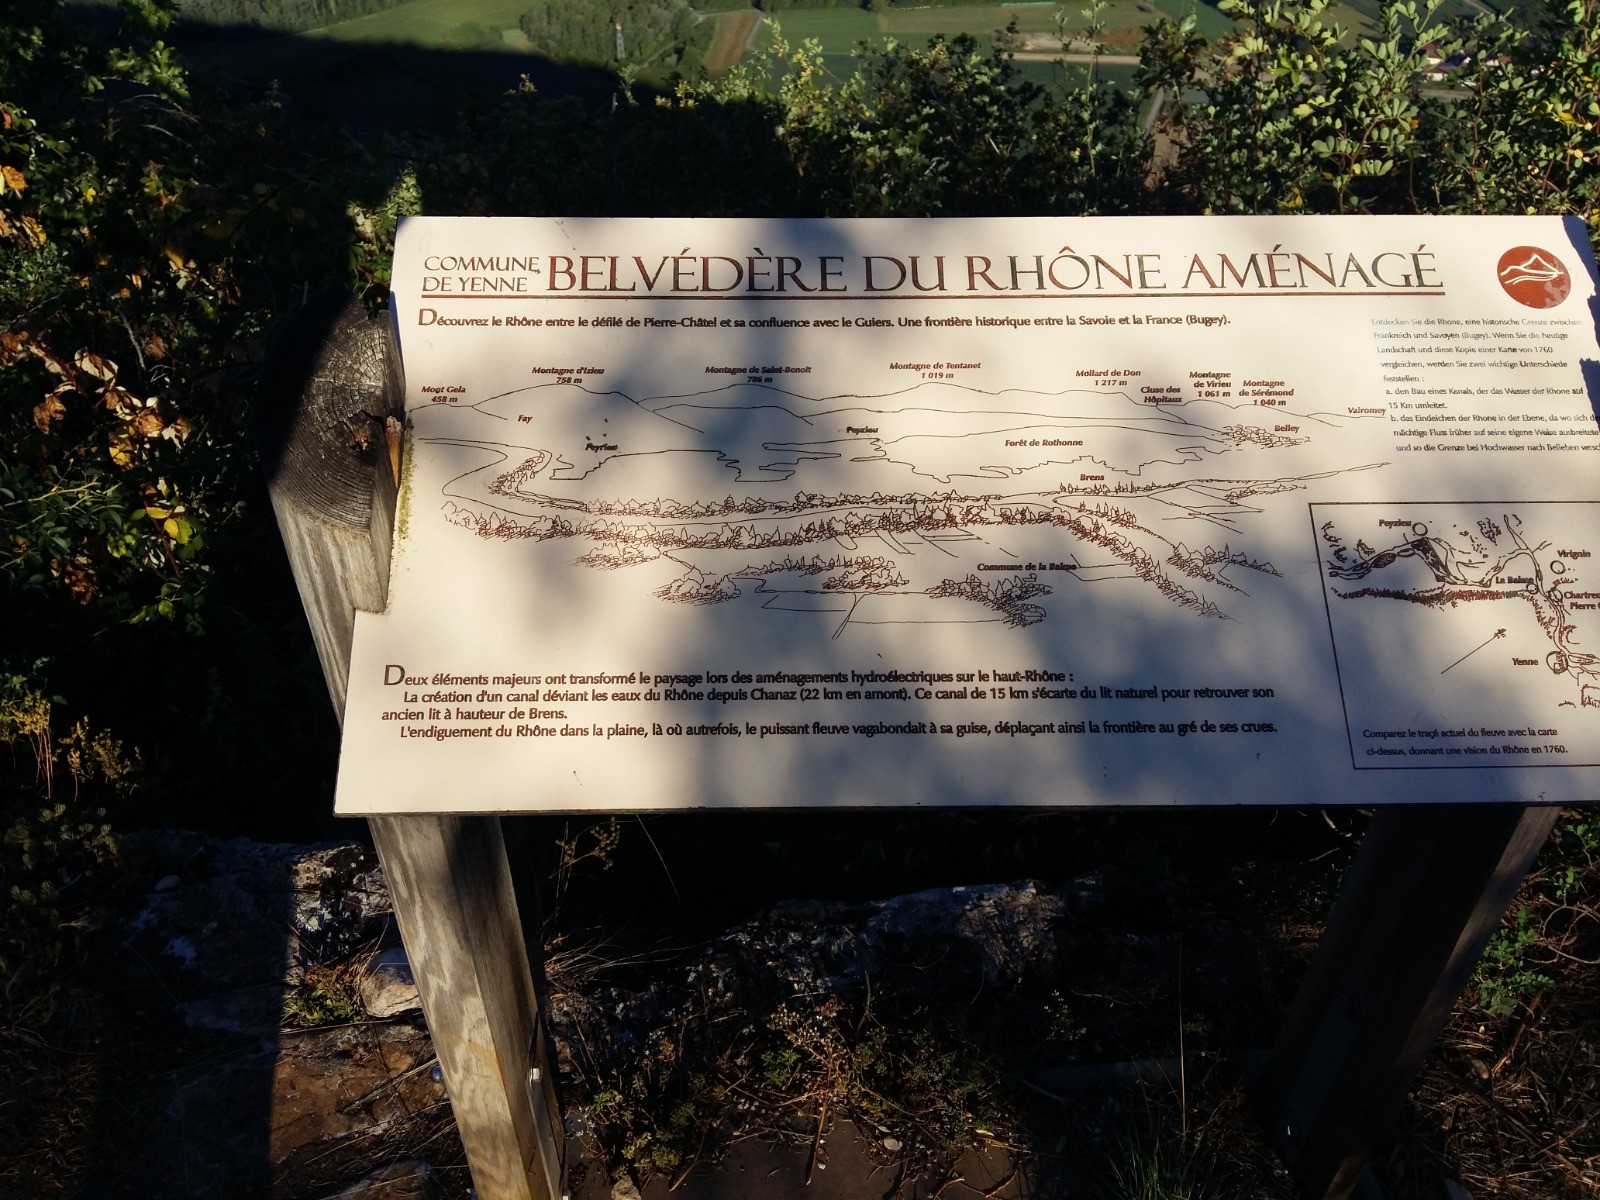 COMMUNE
DE YENNE
BELVÉDÈRE DU RHÔNE AMÉNAGÉ
Découvrez le Rhône entre le défilé de Pierre-Châtel et sa confluence avec le Guiers. Une frontière historique entre la Savoie et la France (Bugey).
Entdecken Sie die Rhone, eine historische Grenze zwischen
Frankreich und Savoyen (Bugey). Wenn Sie die heutige
Landschaft und diese Kopie einer Karte von 1760
vergleichen, werden Sie zwei wichtige Unterschiede
feststellen :
a. den Bau eines Kanals, der das Wasser der Rhone auf
15 Km umleitet.
b. das Eindeichen der Rhone in der Ebene, da wo sich
mächtige Fluss früher auf seine eigene Weise ausbreitete
und so die Grenze bei Hochwasser nach Belieben
Mont Gela
458 m
Montagne d'Izieu
758 m
Montagne de Saint-Benoît
786 m
Montagne de Tentanet
1 019 m
Mollard de Don
1 217 m
Cluse des
Hôpitaux
Montagne
de Virieu
1 061 m
Montagne
de Sérémond
1 040 m
Valromey
Fay
Peyrieu
Peyzieu
Forêt de Rothonne
Belley
Brens
Commune de la Balme
Peyzieu
Virignin
La Balme
Pierre
Yenne
Comparez le traçé actuel du fleuve avec la carte
ci-dessus, donnant une vision du Rhône en 1760.
Deux éléments majeurs ont transformé le paysage lors des aménagements hydroélectriques sur le haut-Rhône :
La création d'un canal déviant les eaux du Rhône depuis Chanaz (22 km en amont). Ce canal de 15 km s'écarte du lit naturel pour retrouver son
ancien lit à hauteur de Brens.
L'endiguement du Rhône dans la plaine, là où autrefois, le puissant fleuve vagabondait à sa guise, déplaçant ainsi la frontière au gré de ses crues.